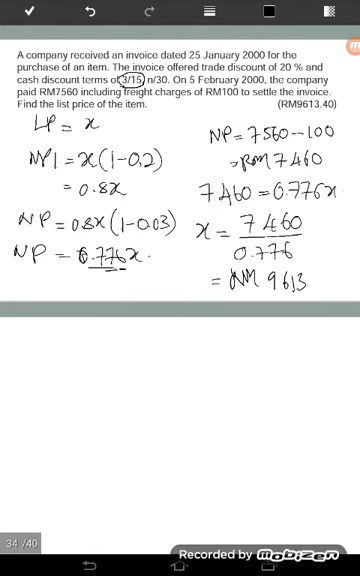 A company received an invoice dated 25 January 2000 for the
purchase of an item. The invoice offered trade discount of 20 % and
cash discount terms of 3/15, n/30. On 5 February 2000, the company
paid RM7560 including freight charges of RM100 to settle the invoice.
Find the list price of the item. (RM9613.40)
LP = x
NP1 = x(1-0.2)
= 0.8x
NP = 0.8x(1-0.03)
NP = 0.776x
NP = 7560-100
= RM7460
7460 = 0.776x
x = 7460
0.776
= RM 9613
34 /40
Recorded by Mobizen